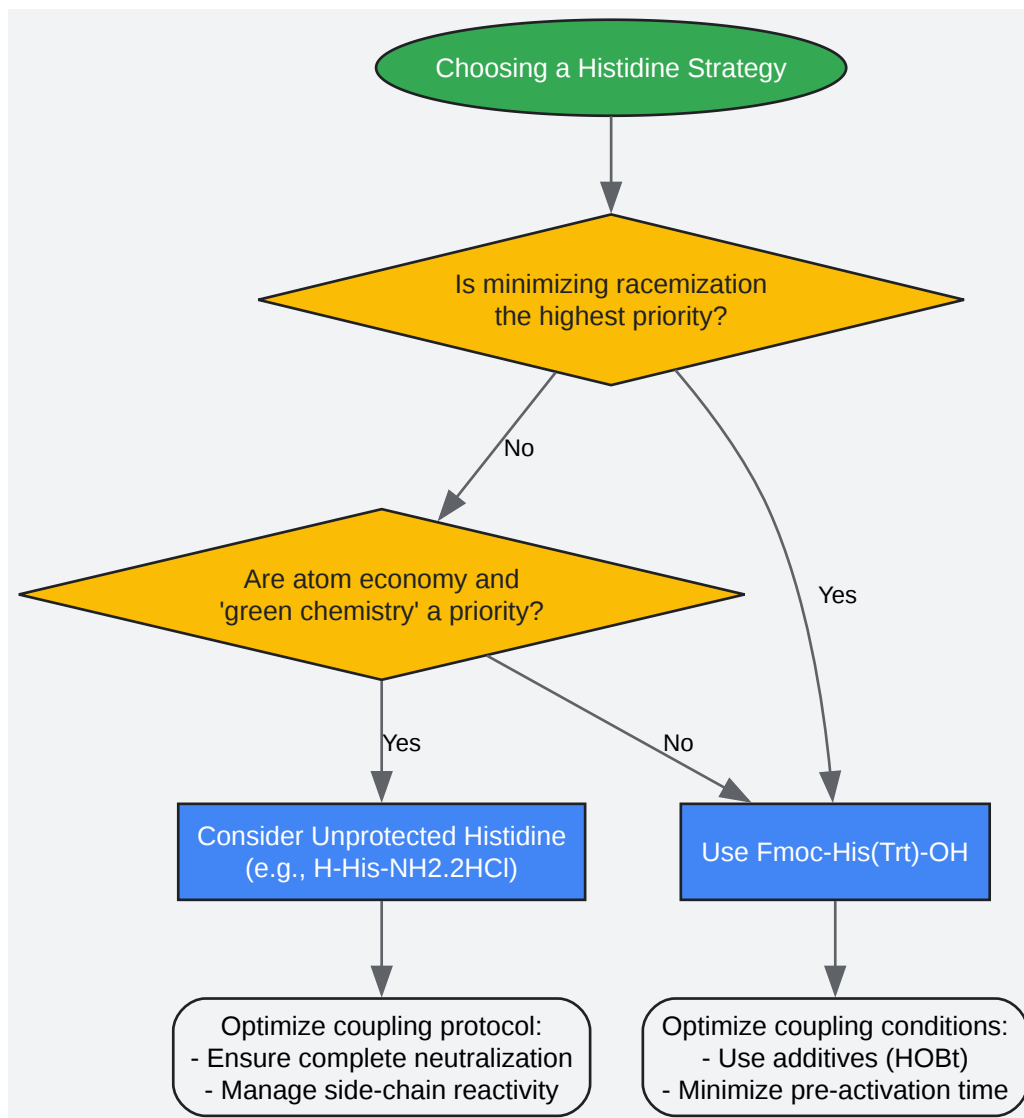 Choosing a Histidine Strategy
Is minimizing racemization
the highest priority?
No
Yes
Are atom economy and
'green chemistry' a priority?
Yes
No
Consider Unprotected Histidine
(e.g., H-His-NH2.2HCl)
Use Fmoc-His(Trt)-OH
Optimize coupling protocol:
- Ensure complete neutralization
- Manage side-chain reactivity
Optimize coupling conditions:
- Use additives (HOBt)
- Minimize pre-activation time